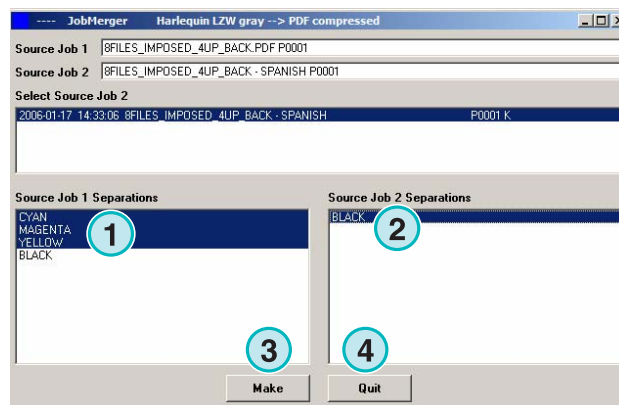 ---- JobMerger Harlequin LZW gray --> PDF compressed
Source Job 1 8FILES_IMPOSED_4UP_BACK.PDF P0001
Source Job 2 8FILES_IMPOSED_4UP_BACK - SPANISH P0001
Select Source Job 2
2006-01-17 14:33:06 8FILES_IMPOSED_4UP_BACK - SPANISH P0001 K
Source Job 1 Separations Source Job 2 Separations
CYAN BLACK
MAGENTA 1 2
YELLOW
BLACK
3 4
Make Quit